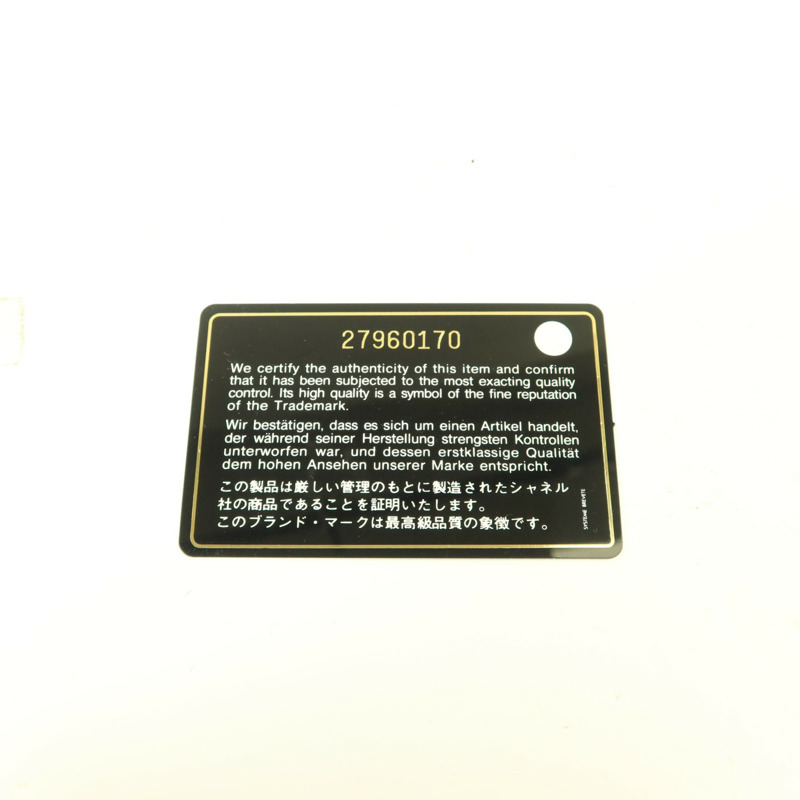 27960170
We certify the authenticity of this item and confirm
that it has been subjected to the most exacting quality
control. Its high quality is a symbol of the fine reputation
of the Trademark.
Wir bestätigen, dass es sich um einen Artikel handelt,
der während seiner Herstellung strengsten Kontrollen
unterworfen war, und dessen erstklassige Qualität
dem hohen Ansehen unserer Marke entspricht.
この製品は厳しい管理のもとに製造されたシャネル
社の商品であることを証明いたします。
このブランド・マークは最高級品質の象徴です。
SYSTEME BREVETE